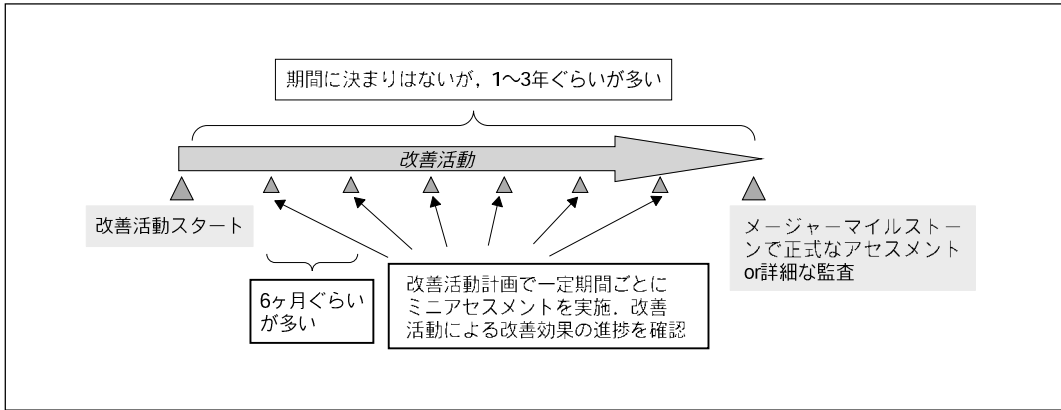 期間に決まりはないが，1～3年ぐらいが多い
改善活動
改善活動スタート
メージャーマイルストー
ンで正式なアセスメント
or詳細な監査
6ヶ月ぐらい
が多い
改善活動計画で一定期間ごとに
ミニアセスメントを実施．改善
活動による改善効果の進捗を確認